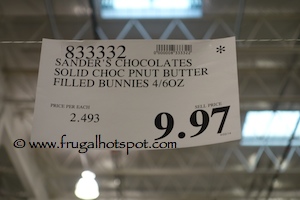 833332 *
SANDER'S CHOCOLATES
SOLID CHOC PNUT BUTTER
FILLED BUNNIES 4/6OZ
PRICE PER EACH SELL PRICE
2.493 9.97
www.frugalhotspot.com